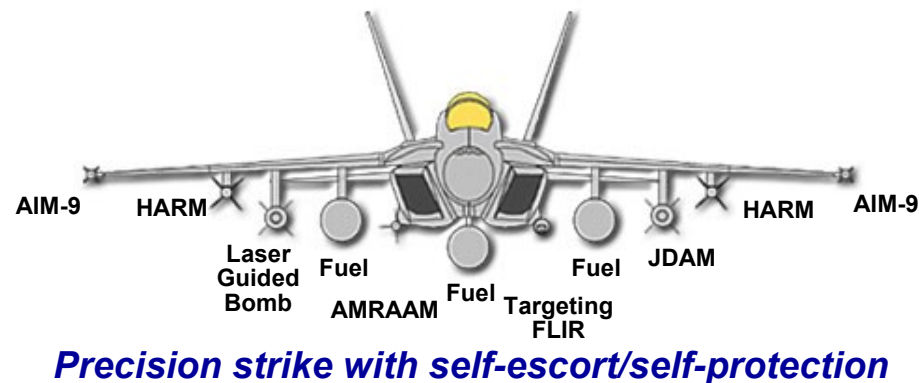 AIM-9
HARM
Laser
Guided
Bomb
Fuel
AMRAAM
Fuel
Targeting
FLIR
Fuel
JDAM
HARM
AIM-9
Precision strike with self-escort/self-protection